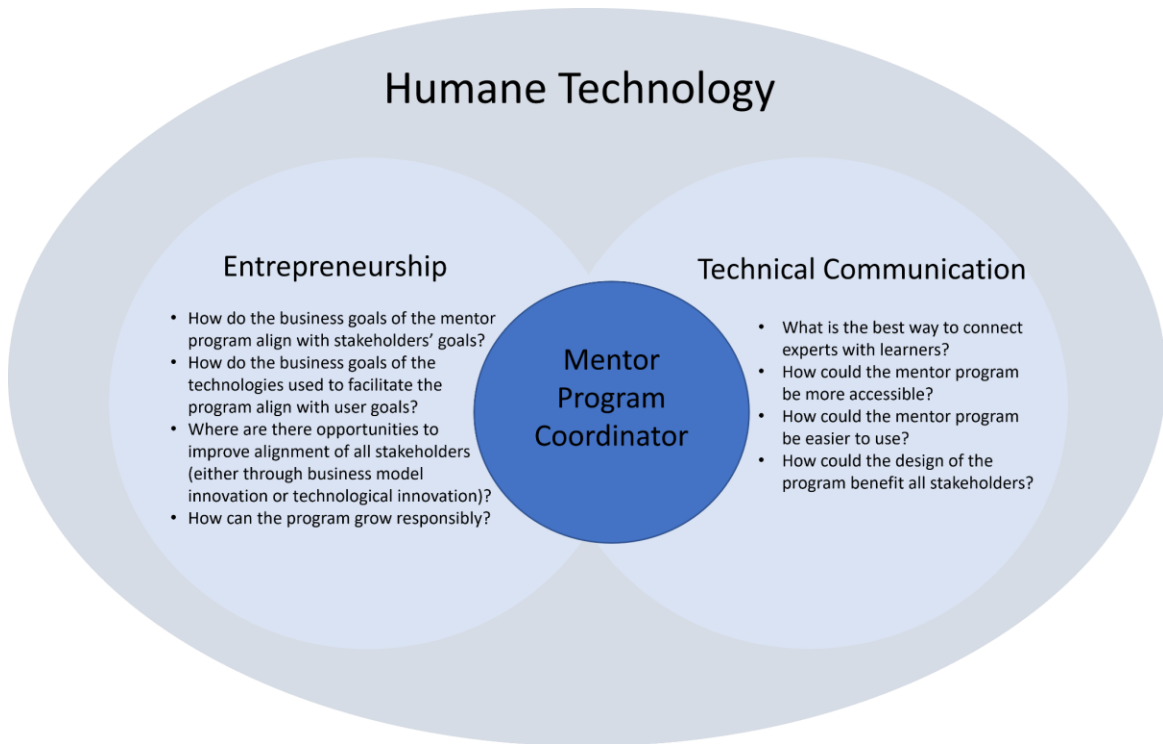 Humane Technology
Entrepreneurship
• How do the business goals of the mentor
program align with stakeholders’ goals?
• How do the business goals of the
technologies used to facilitate the
program align with user goals?
• Where are there opportunities to
improve alignment of all stakeholders
(either through business model
innovation or technological innovation)?
• How can the program grow responsibly?
Mentor
Program
Coordinator
Technical Communication
• What is the best way to connect
experts with learners?
• How could the mentor program
be more accessible?
• How could the mentor program
be easier to use?
• How could the design of the
program benefit all stakeholders?